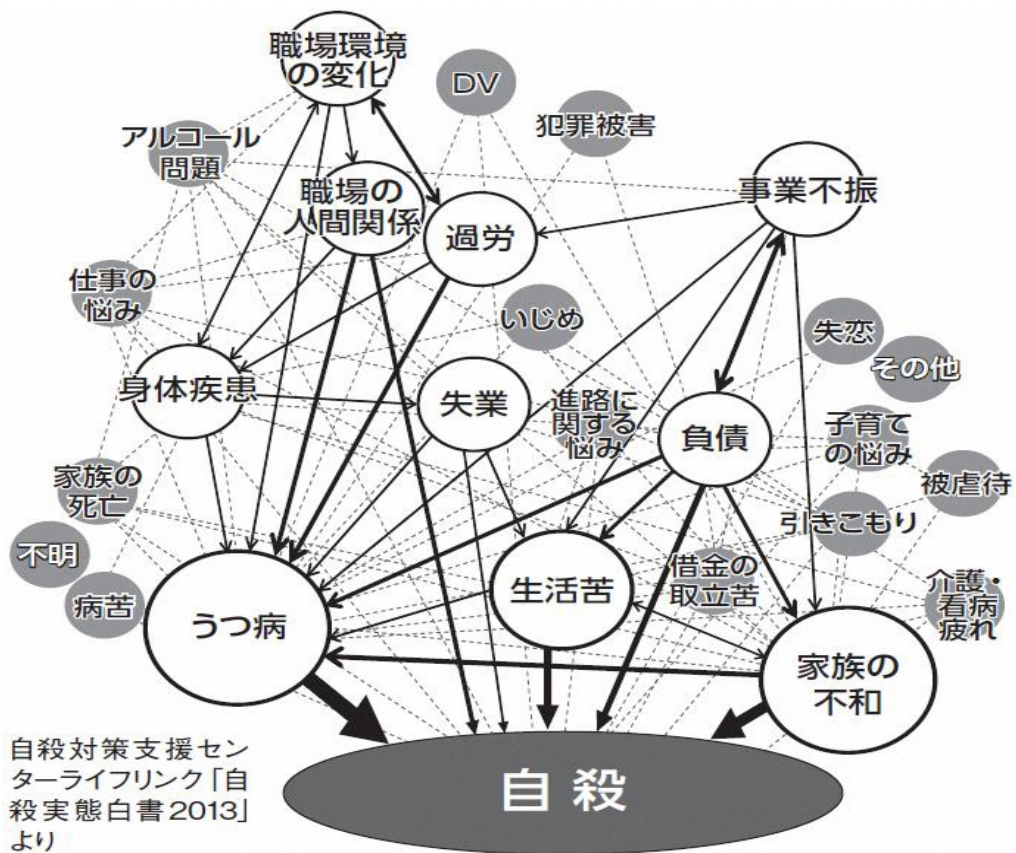 職場環境
の変化
DV
犯罪被害
アルコール
問題
職場の
人間関係
過労
事業不振
仕事の
悩み
いじめ
失恋
その他
身体疾患
失業
進路に
関する
悩み
負債
子育て
の悩み
家族の
死亡
被虐待
引きこもり
不明
病苦
うつ病
生活苦
借金の
取立苦
介護・
看病
疲れ
家族の
不和
自殺
自殺対策支援セン
ターライフリンク「自
殺実態白書2013」
より